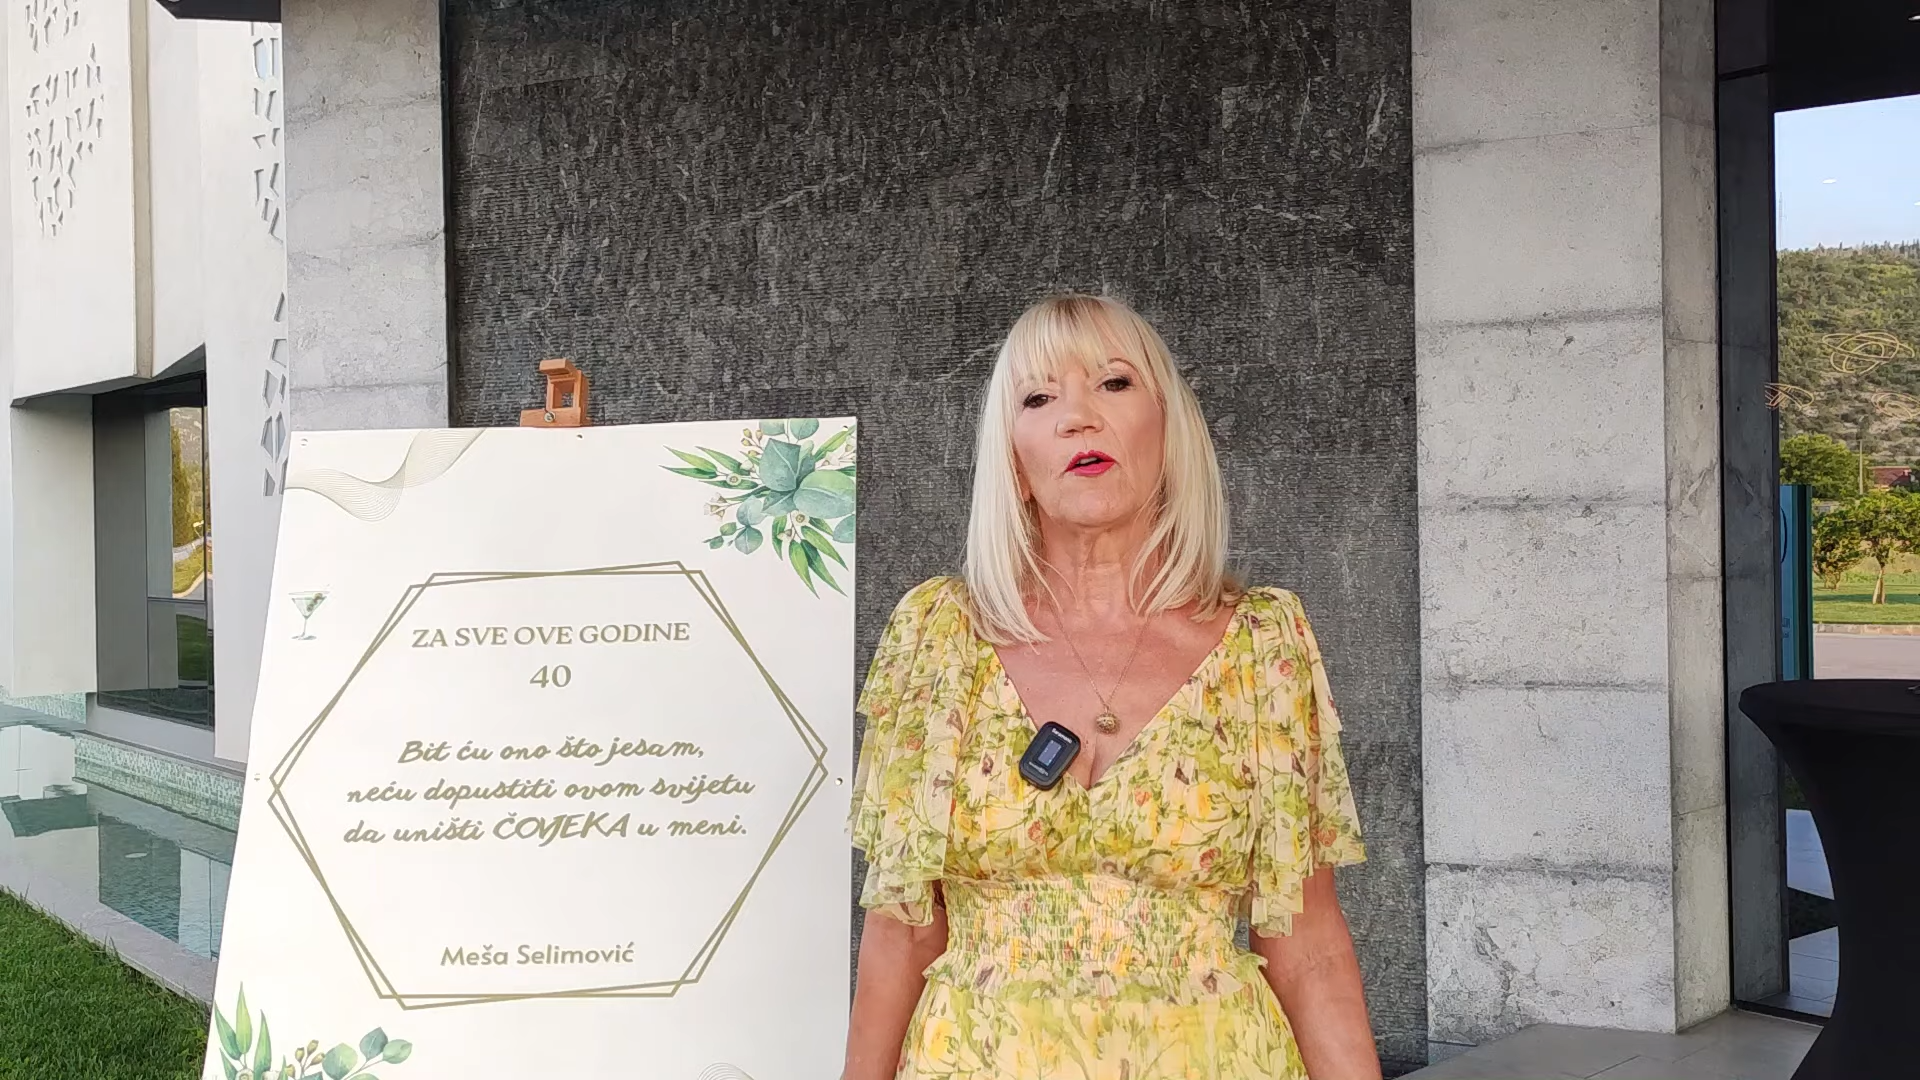 ZA SVE OVE GODINE
40
Bit ću ono što jesam,
neću dopustiti ovom svijetu
da uništi ČOVJEKA u meni.
Meša Selimović